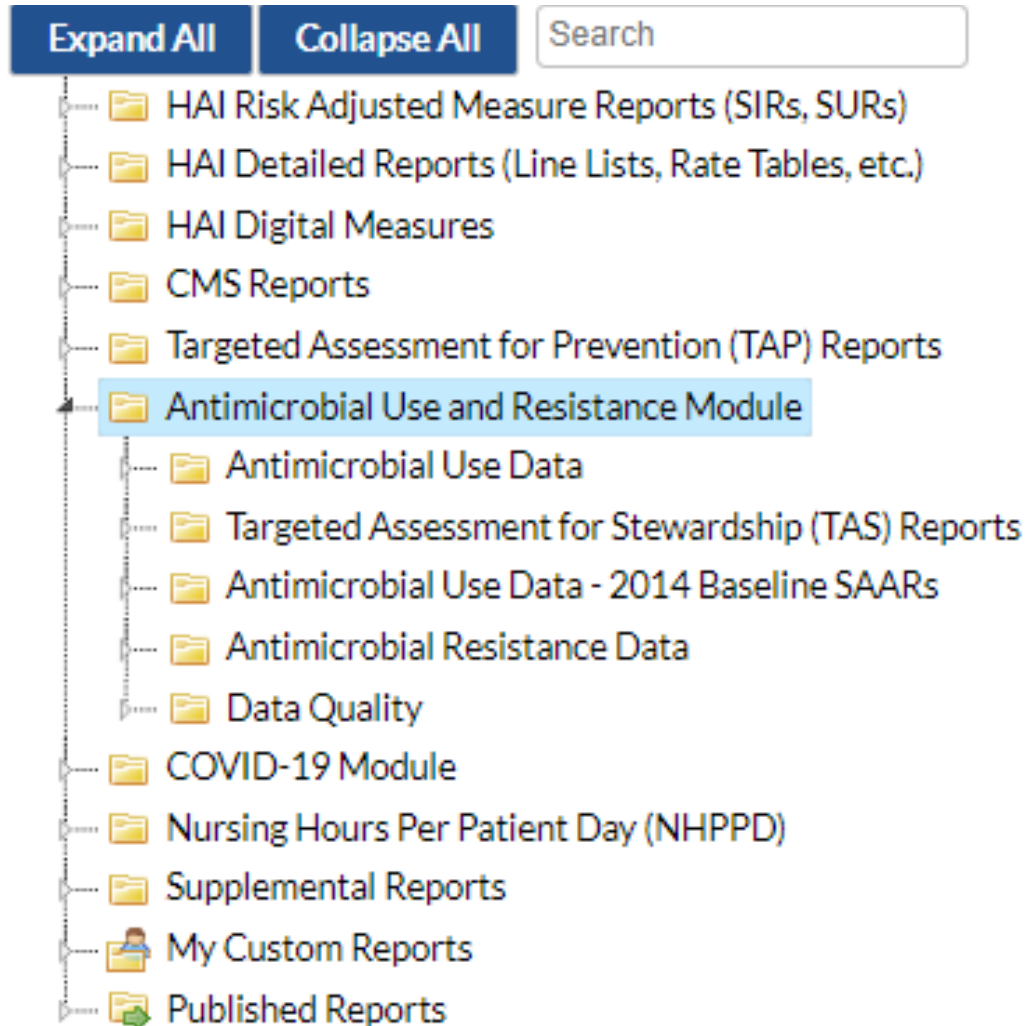 Expand All Collapse All Search
HAI Risk Adjusted Measure Reports (SIRs, SURs)
HAI Detailed Reports (Line Lists, Rate Tables, etc.)
HAI Digital Measures
CMS Reports
Targeted Assessment for Prevention (TAP) Reports
Antimicrobial Use and Resistance Module
Antimicrobial Use Data
Targeted Assessment for Stewardship (TAS) Reports
Antimicrobial Use Data - 2014 Baseline SAARs
Antimicrobial Resistance Data
Data Quality
COVID-19 Module
Nursing Hours Per Patient Day (NHPPD)
Supplemental Reports
My Custom Reports
Published Reports